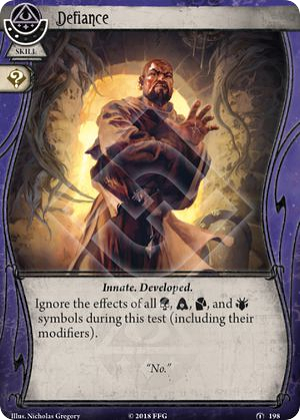 Defiance
SKILL
?
Innate. Developed.
Ignore the effects of all , , , and
symbols during this test (including their
modifiers).
“No.”
Illus. Nicholas Gregory © 2018 FFG 198